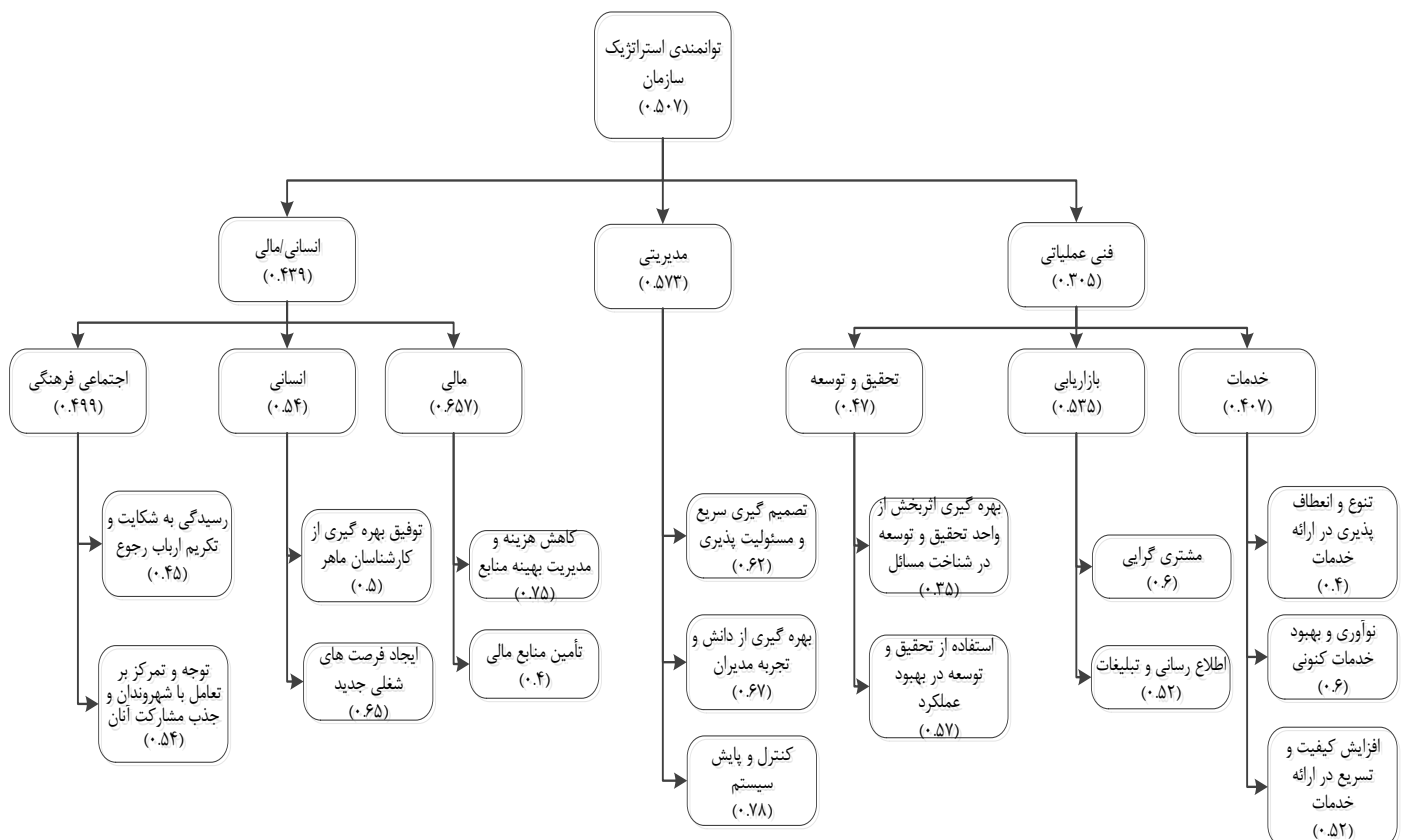 توانمندی استراتژیک
سازمان
(۰.۵۰۷)
فنی عملیاتی
(۰.۳۰۵)
مدیریتی
(۰.۵۷۳)
انسانی/مالی
(۰.۴۳۹)
خدمات
(۰.۴۰۷)
بازاریابی
(۰.۵۳۵)
تحقیق و توسعه
(۰.۴۷)
مالی
(۰.۶۵۷)
انسانی
(۰.۵۴)
اجتماعی فرهنگی
(۰.۴۹۹)
تنوع و انعطاف
پذیری در ارائه
خدمات
(۰.۴)
نوآوری و بهبود
خدمات کنونی
(۰.۶)
افزایش کیفیت و
تسریع در ارائه
خدمات
(۰.۵۲)
مشتری گرایی
(۰.۶)
اطلاع رسانی و تبلیغات
(۰.۵۲)
بهره گیری اثربخش از
واحد تحقیق و توسعه
در شناخت مسائل
(۰.۳۵)
استفاده از تحقیق و
توسعه در بهبود
عملکرد
(۰.۵۷)
تصمیم گیری سریع
و مسئولیت پذیری
(۰.۶۲)
بهره گیری از دانش و
تجربه مدیران
(۰.۶۷)
کنترل و پایش
سیستم
(۰.۷۸)
کاهش هزینه و
مدیریت بهینه منابع
(۰.۷۵)
تأمین منابع مالی
(۰.۴)
توفیق بهره گیری از
کارشناسان ماهر
(۰.۵)
ایجاد فرصت های
شغلی جدید
(۰.۶۵)
رسیدگی به شکایت و
تکریم ارباب رجوع
(۰.۴۵)
توجه و تمرکز بر
تعامل با شهروندان و
جذب مشارکت آنان
(۰.۵۴)